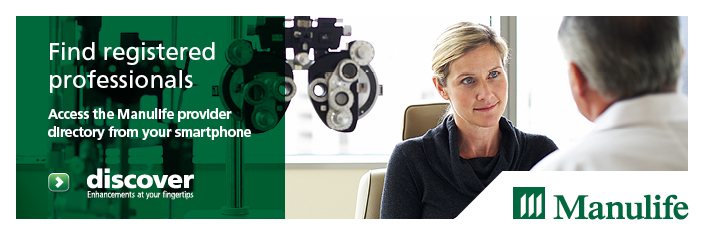 Find registered
professionals
Access the Manulife provider
directory from your smartphone
discover
Enhancements at your fingertips
Manulife